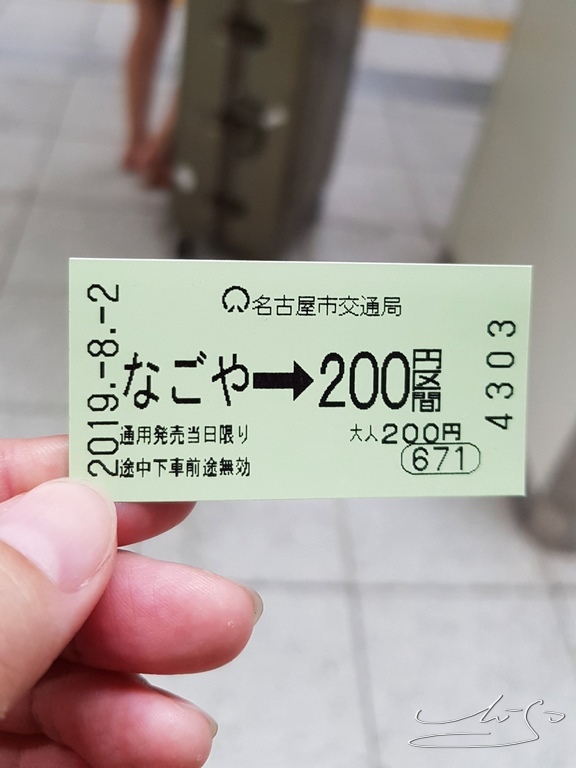 名古屋市交通局
2019.-8.-2
なごや➡200円区間
4303
通用発売当日限り
大人200円
途中下車前途無効
671